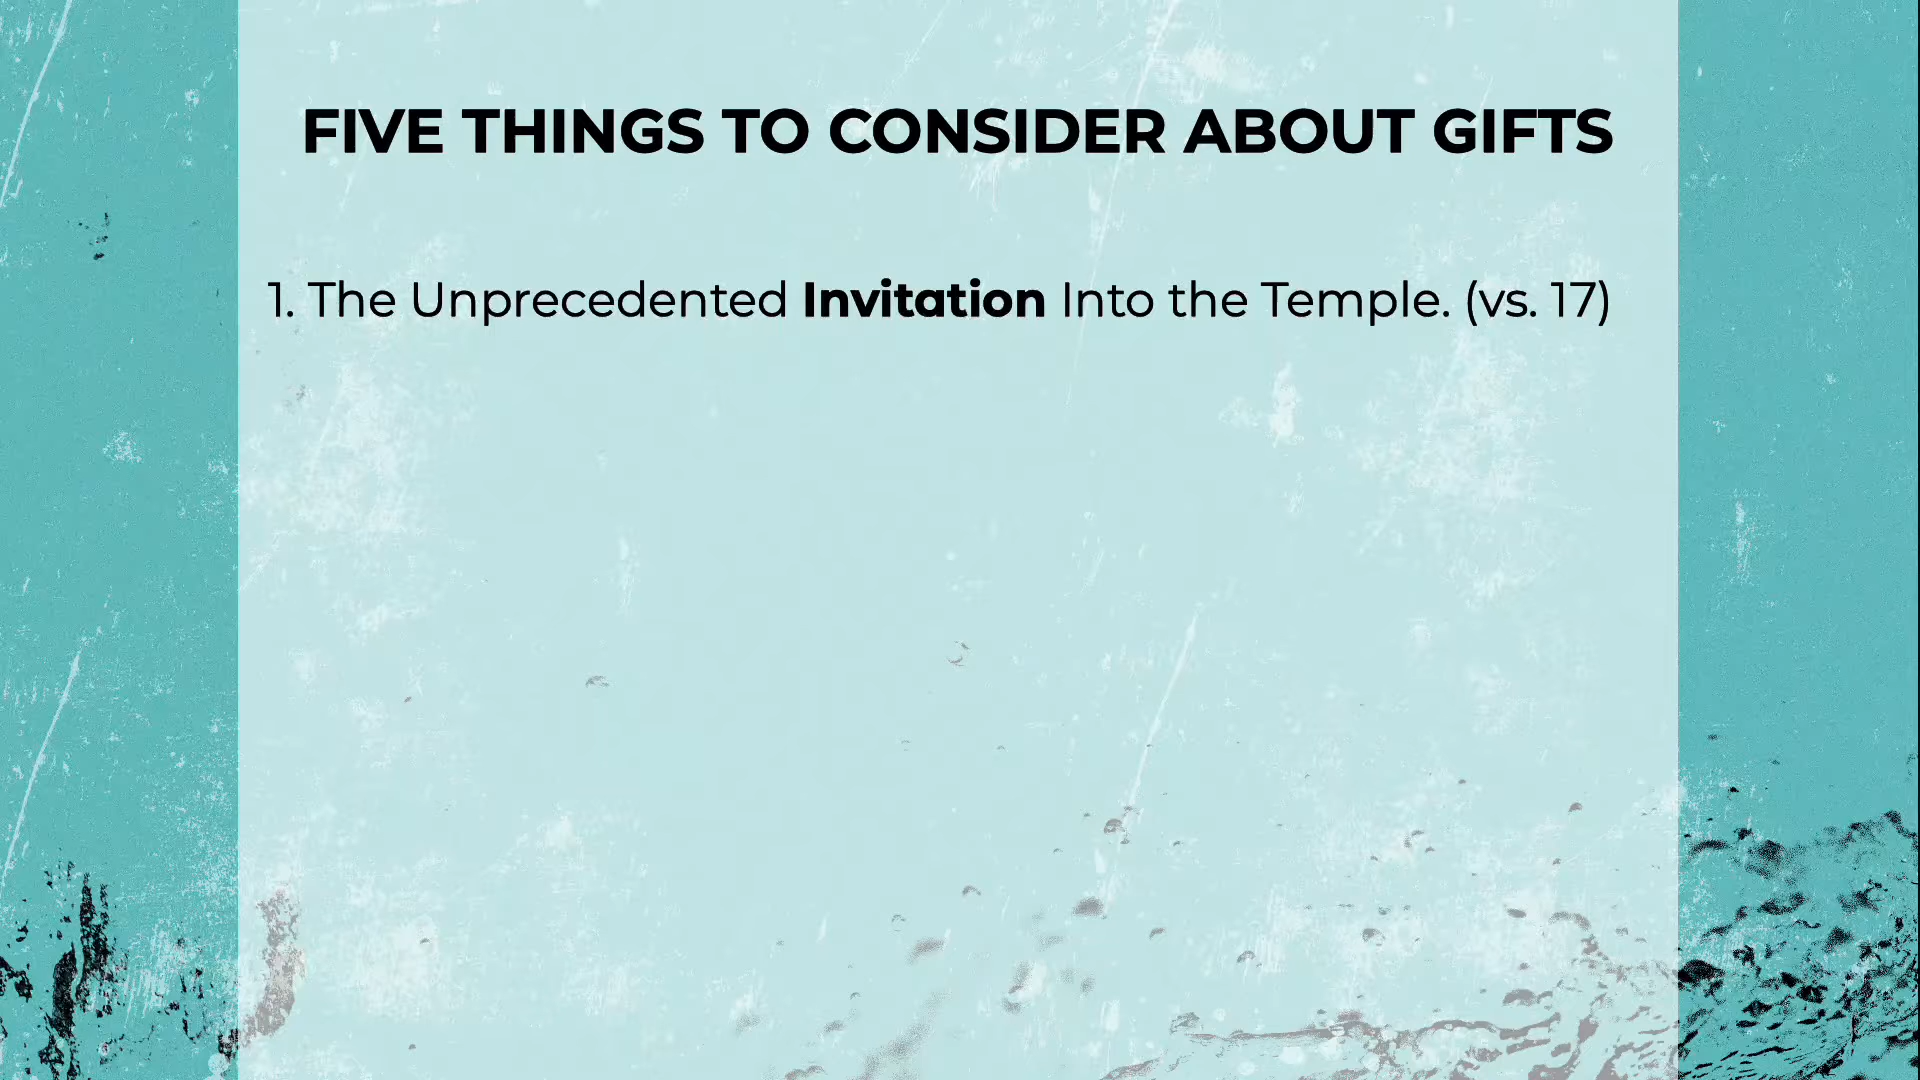 FIVE THINGS TO CONSIDER ABOUT GIFTS
1. The Unprecedented Invitation Into the Temple. (vs. 17)